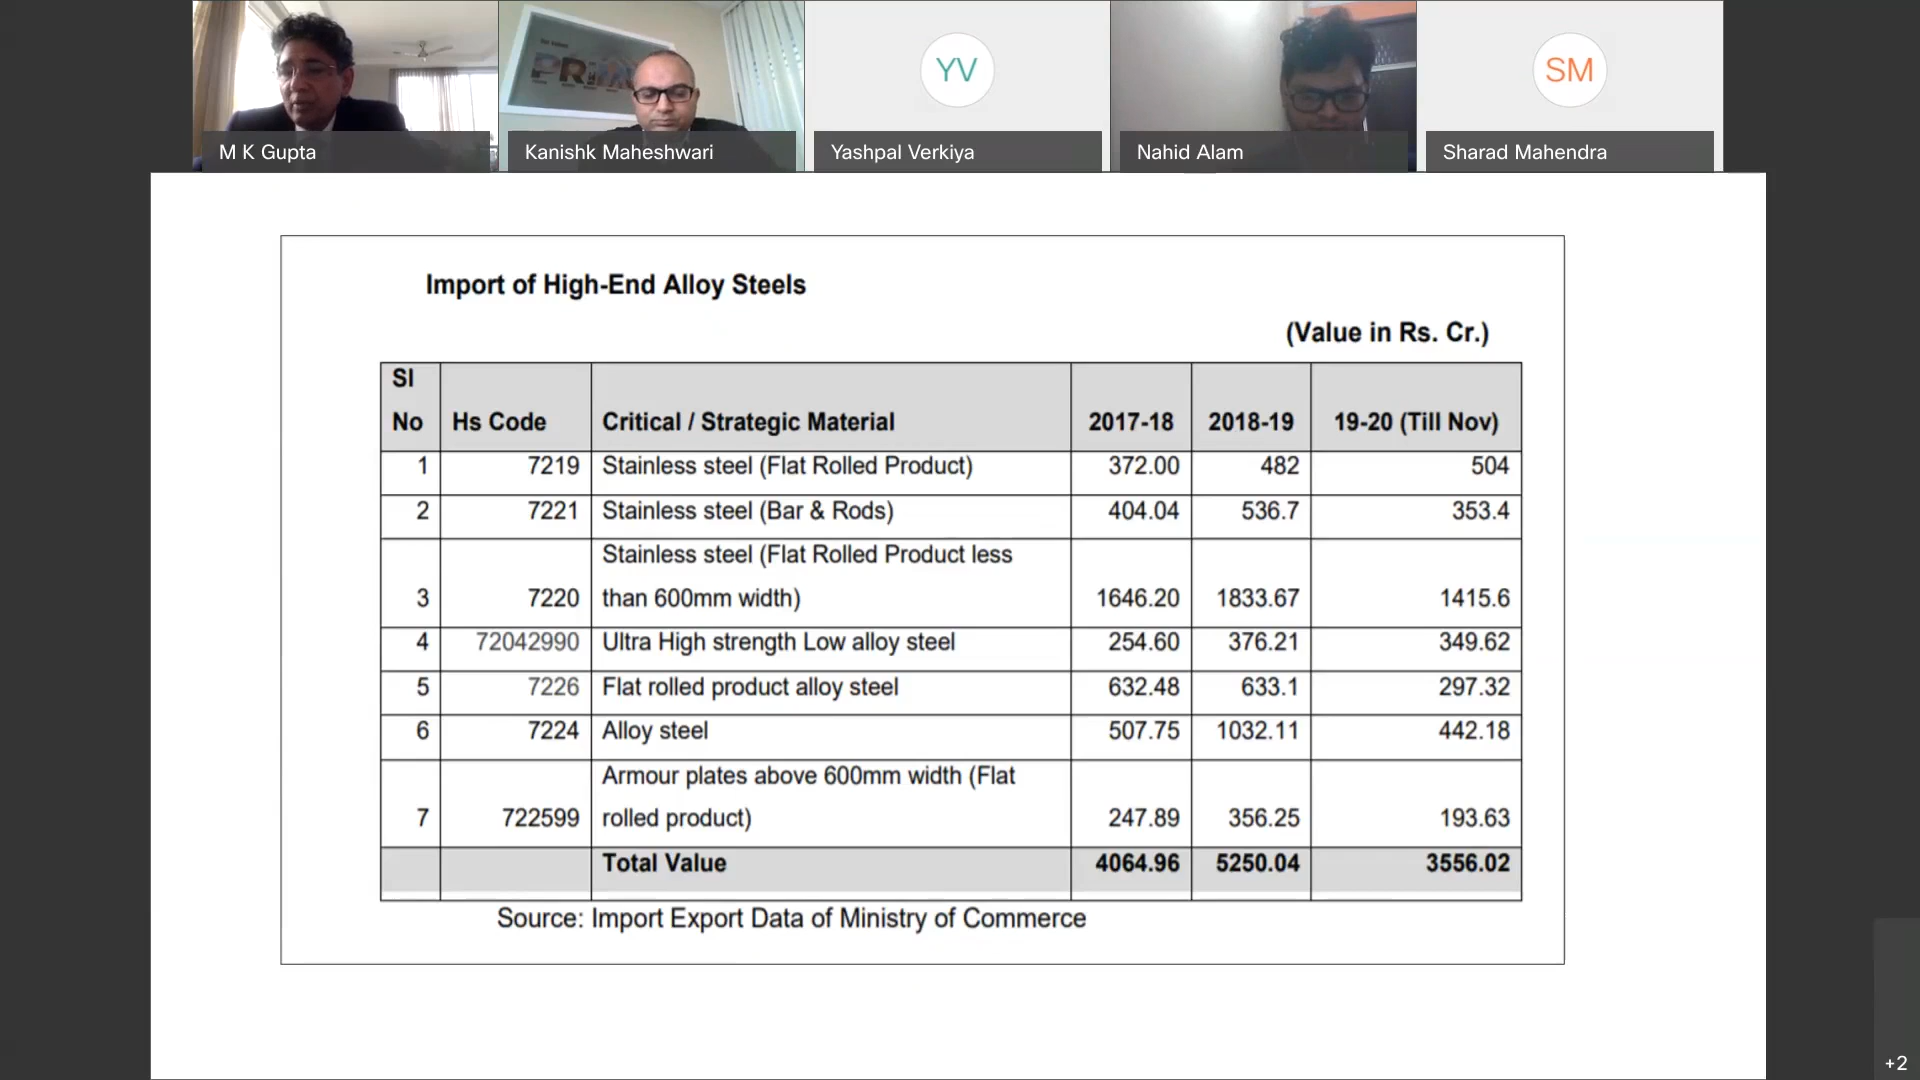 M K Gupta
Kanishk Maheshwari
YV
Yashpal Verkiya
Nahid Alam
SM
Sharad Mahendra
Import of High-End Alloy Steels
(Value in Rs. Cr.)
Sl No Hs Code Critical / Strategic Material 2017-18 2018-19 19-20 (Till Nov)
1 7219 Stainless steel (Flat Rolled Product) 372.00 482 504
2 7221 Stainless steel (Bar & Rods) 404.04 536.7 353.4
Stainless steel (Flat Rolled Product less
3 7220 than 600mm width) 1646.20 1833.67 1415.6
4 72042990 Ultra High strength Low alloy steel 254.60 376.21 349.62
5 7226 Flat rolled product alloy steel 632.48 633.1 297.32
6 7224 Alloy steel 507.75 1032.11 442.18
Armour plates above 600mm width (Flat
7 722599 rolled product) 247.89 356.25 193.63
Total Value 4064.96 5250.04 3556.02
Source: Import Export Data of Ministry of Commerce
+2